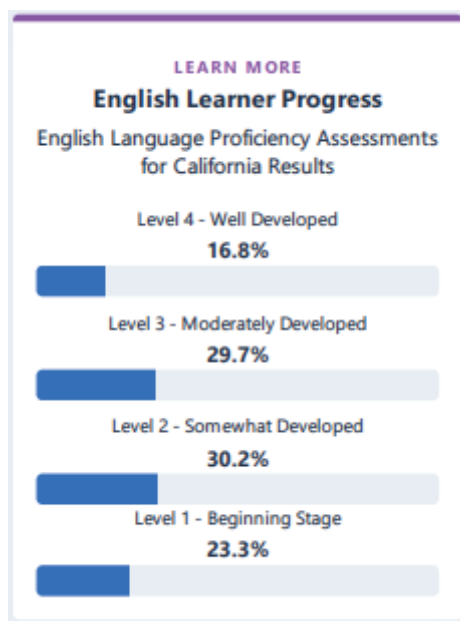 LEARN MORE
English Learner Progress
English Language Proficiency Assessments
for California Results
Level 4 - Well Developed
16.8%
Level 3 - Moderately Developed
29.7%
Level 2 - Somewhat Developed
30.2%
Level 1 - Beginning Stage
23.3%